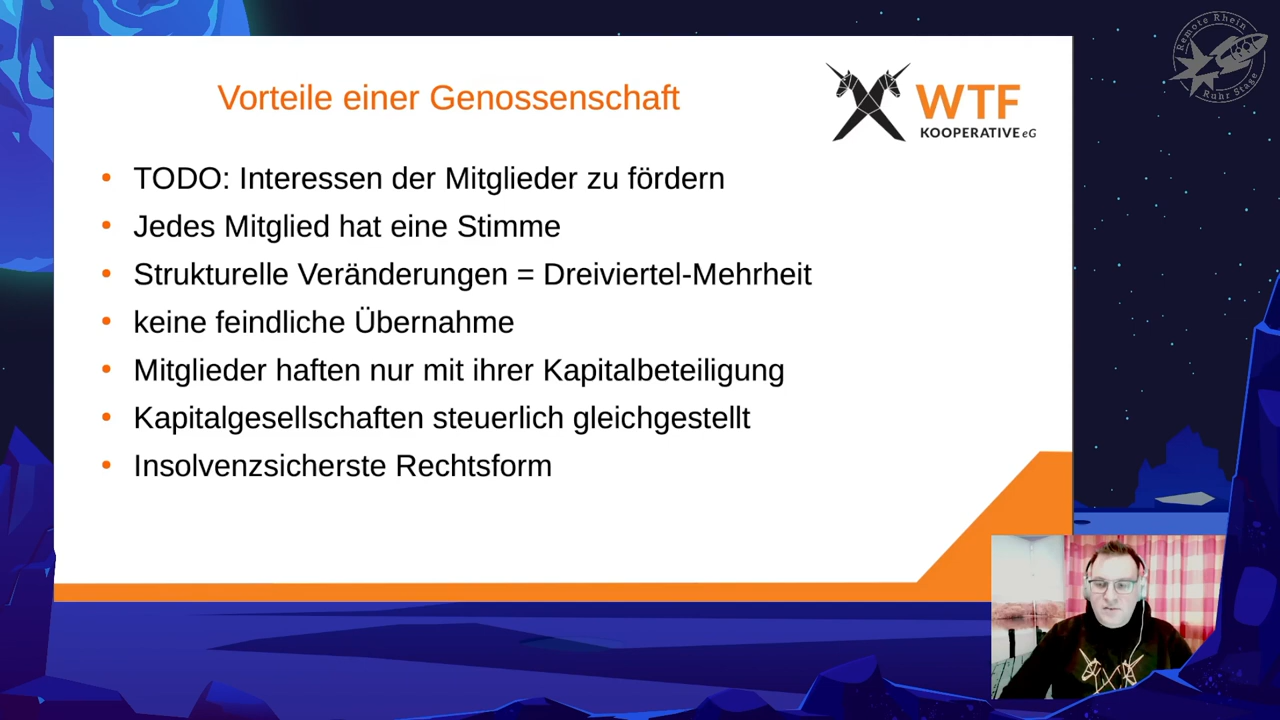 Vorteile einer Genossenschaft
WTF
KOOPERATIVE eG
TODO: Interessen der Mitglieder zu fördern
Jedes Mitglied hat eine Stimme
Strukturelle Veränderungen = Dreiviertel-Mehrheit
keine feindliche Übernahme
Mitglieder haften nur mit ihrer Kapitalbeteiligung
Kapitalgesellschaften steuerlich gleichgestellt
Insolvenzsicherste Rechtsform
Remote Rhein
Ruhr Stage